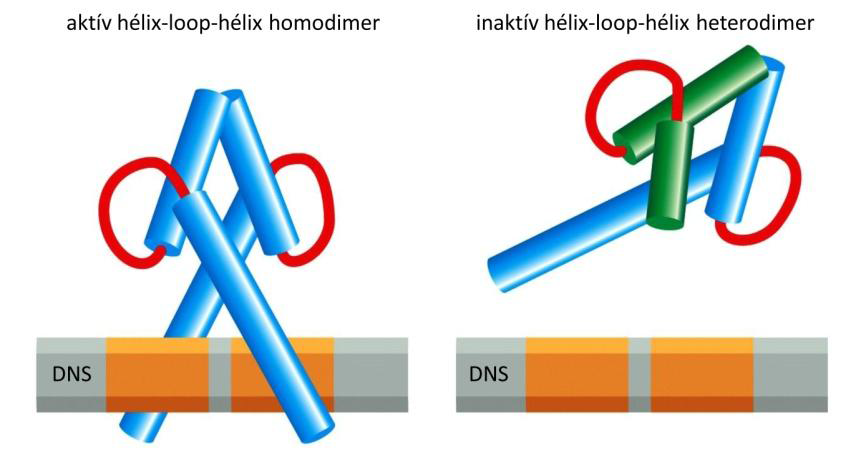 aktív hélix-loop-hélix homodimer
inaktív hélix-loop-hélix heterodimer
DNS
DNS